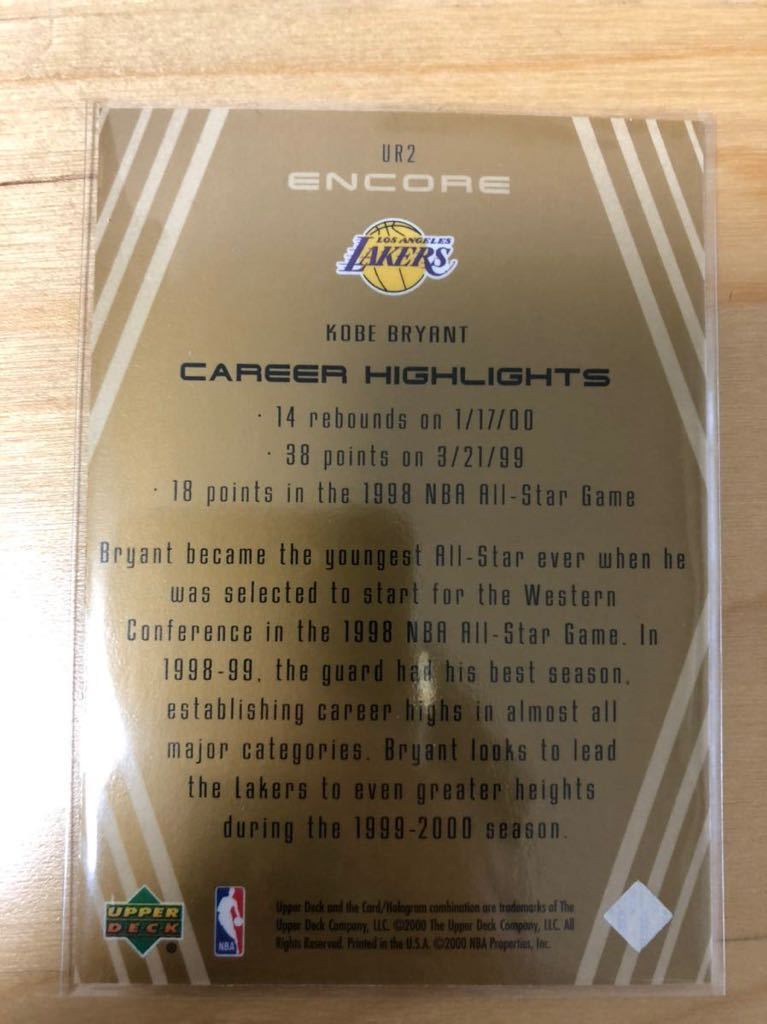 UR2
ENCORE
LOS ANGELES
LAKERS
KOBE BRYANT
CAREER HIGHLIGHTS
· 14 rebounds on 1/17/00
· 38 points on 3/21/99
· 18 points in the 1998 NBA All-Star Game
Bryant became the youngest All-Star ever when he
was selected to start for the Western
Conference in the 1998 NBA All-Star Game. In
1998-99, the guard had his best season,
establishing career highs in almost all
major categories. Bryant looks to lead
the Lakers to even greater heights
during the 1999-2000 season.
UPPER
DECK
®
NBA
Upper Deck and the Card/Hologram combination are trademarks of The
Upper Deck Company, LLC. ©2000 The Upper Deck Company, LLC. All
Rights Reserved. Printed in the U.S.A. ©2000 NBA Properties, Inc.